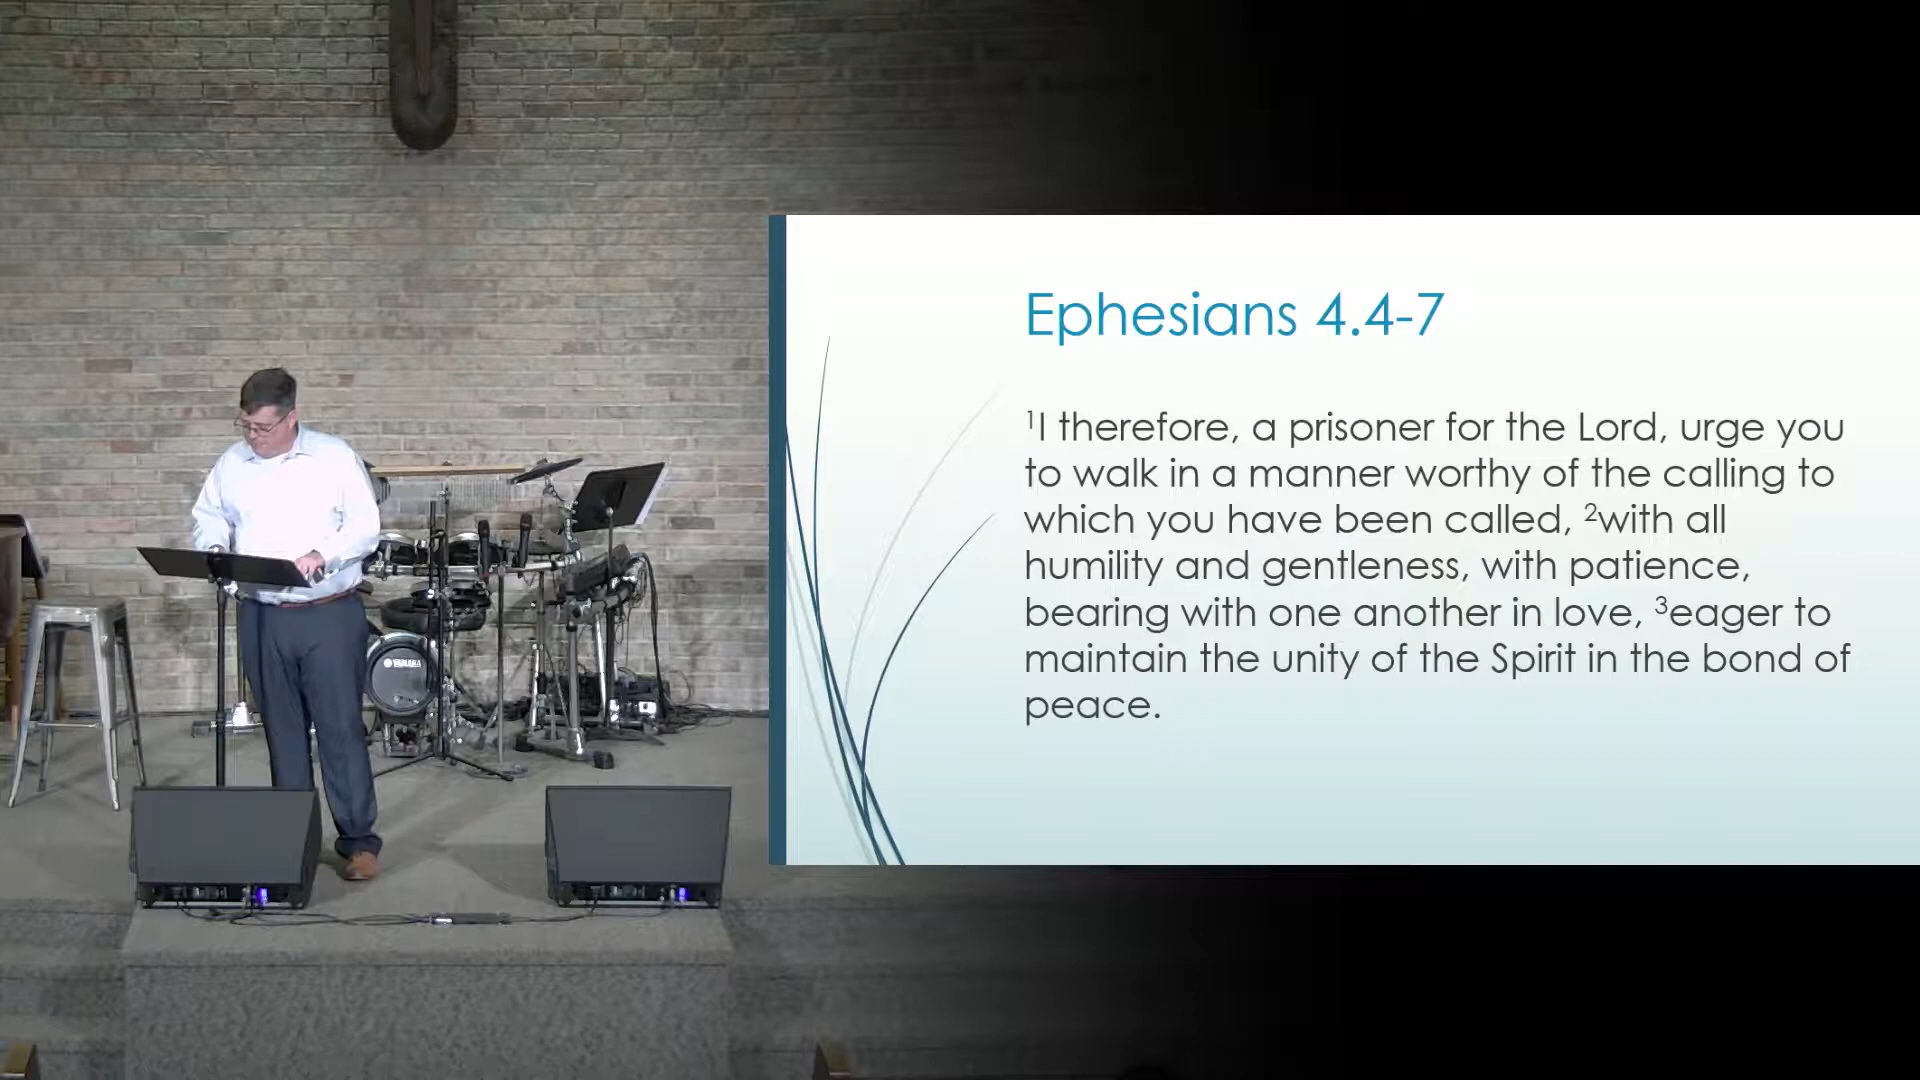 Ephesians 4.4-7
¹I therefore, a prisoner for the Lord, urge you
to walk in a manner worthy of the calling to
which you have been called, ²with all
humility and gentleness, with patience,
bearing with one another in love, ³eager to
maintain the unity of the Spirit in the bond of
peace.
YAMAHA